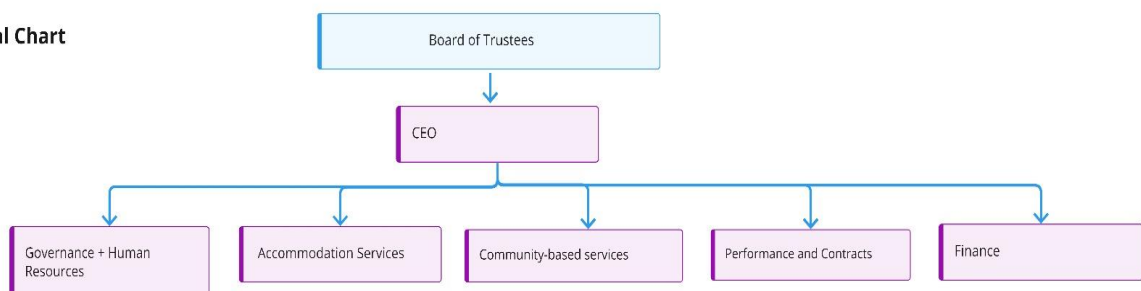 al Chart
Board of Trustees
CEO
Governance + Human
Resources
Accommodation Services
Community-based services
Performance and Contracts
Finance